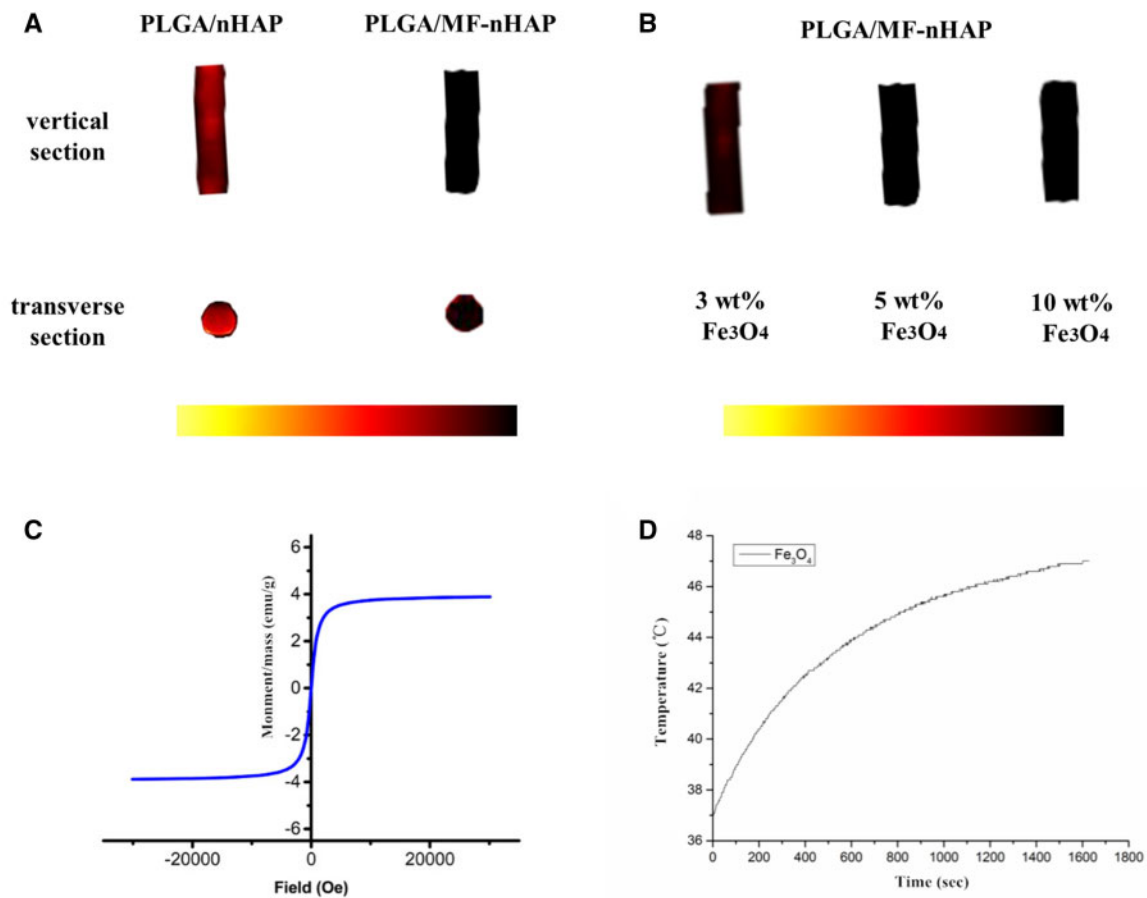 A
PLGA/nHAP
PLGA/MF-nHAP
vertical
section
transverse
section
B
PLGA/MF-nHAP
3 wt%
Fe3O4
5 wt%
Fe3O4
10 wt%
Fe3O4
C
Monment/mass (emu/g)
6
4
2
0
-2
-4
-6
-20000
0
20000
Field (Oe)
D
Fe₃O₄
Temperature (℃)
48
46
44
42
40
38
36
0
200
400
600
800
1000
1200
1400
1600
1800
Time (sec)